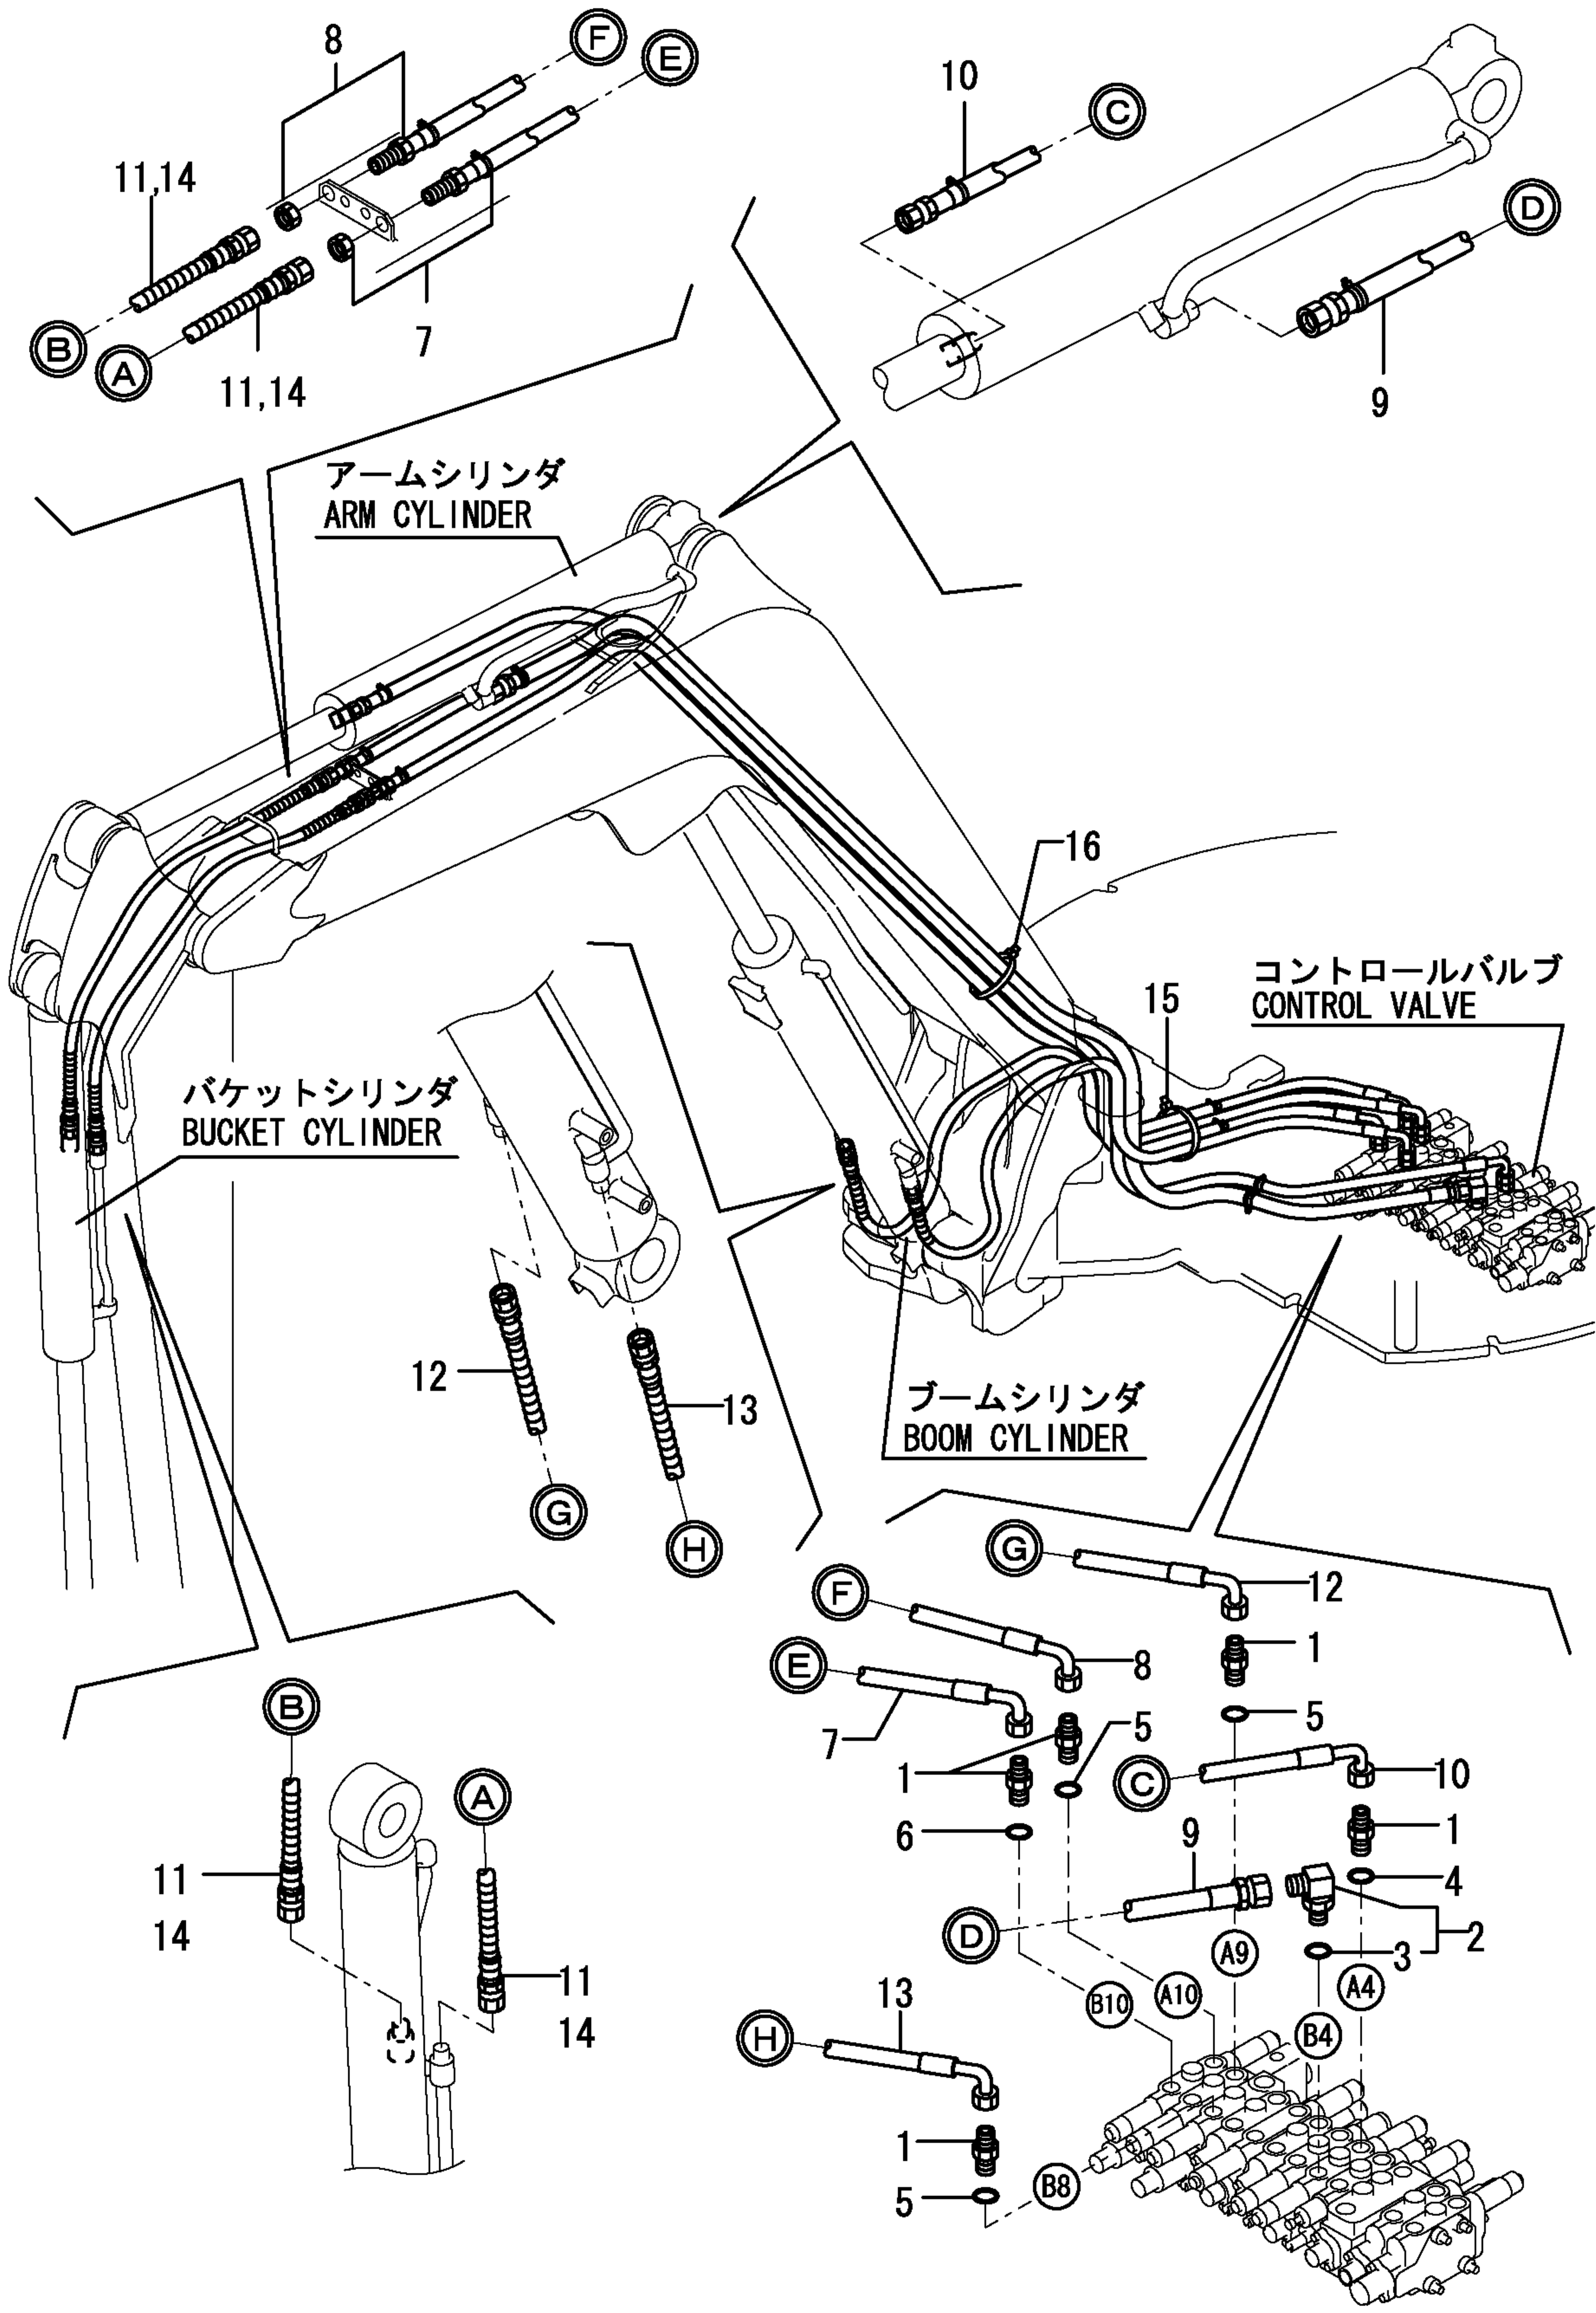 8
F
E
10
C
11,14
D
B
A
7
11,14
9
アームシリンダ
ARM CYLINDER
16
コントロールバルブ
CONTROL VALVE
15
バケットシリンダ
BUCKET CYLINDER
12
13
ブームシリンダ
BOOM CYLINDER
G
H
G
12
F
1
8
E
B
5
7
5
C
10
A
1
1
6
9
4
11
14
D
2
3
A9
A4
11
14
B10
A10
13
B4
H
1
B8
5